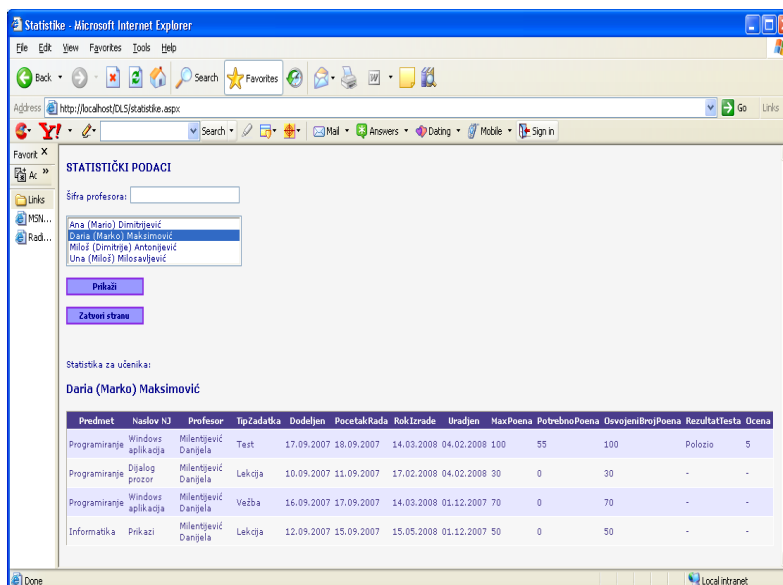 Statistike - Microsoft Internet Explorer
File Edit View Favorites Tools Help
Back Search Favorites
Address http://localhost/DLS/statistike.aspx Go Links
Y! Search Mail Answers Dating Mobile Sign in
Favorit X
Ac »
Links
MSN...
Radi...
STATISTIČKI PODACI
Šifra profesora:
Ana (Mario) Dimitrijević
Daria (Marko) Maksimović
Miloš (Dimitrije) Antonijević
Una (Miloš) Milosavljević
Prikaži
Zatvori stranu
Statistika za učenika:
Daria (Marko) Maksimović
Predmet Naslov NJ Profesor TipZadatka Dodeljen PocetakRada RokIzrade Uradjen MaxPoena PotrebnoPoena OsvojeniBrojPoena RezultatTesta Ocena
Programiranje Windows aplikacija Milentijević Danijela Test 17.09.2007 18.09.2007 14.03.2008 04.02.2008 100 55 100 Polozio 5
Programiranje Dijalog prozor Milentijević Danijela Lekcija 10.09.2007 11.09.2007 17.02.2008 04.02.2008 30 0 30 - -
Programiranje Windows aplikacija Milentijević Danijela Vežba 16.09.2007 17.09.2007 14.03.2008 01.12.2007 70 0 70 - -
Informatika Prikazi Milentijević Danijela Lekcija 12.09.2007 15.09.2007 15.05.2008 01.12.2007 50 0 50 - -
Done Local intranet